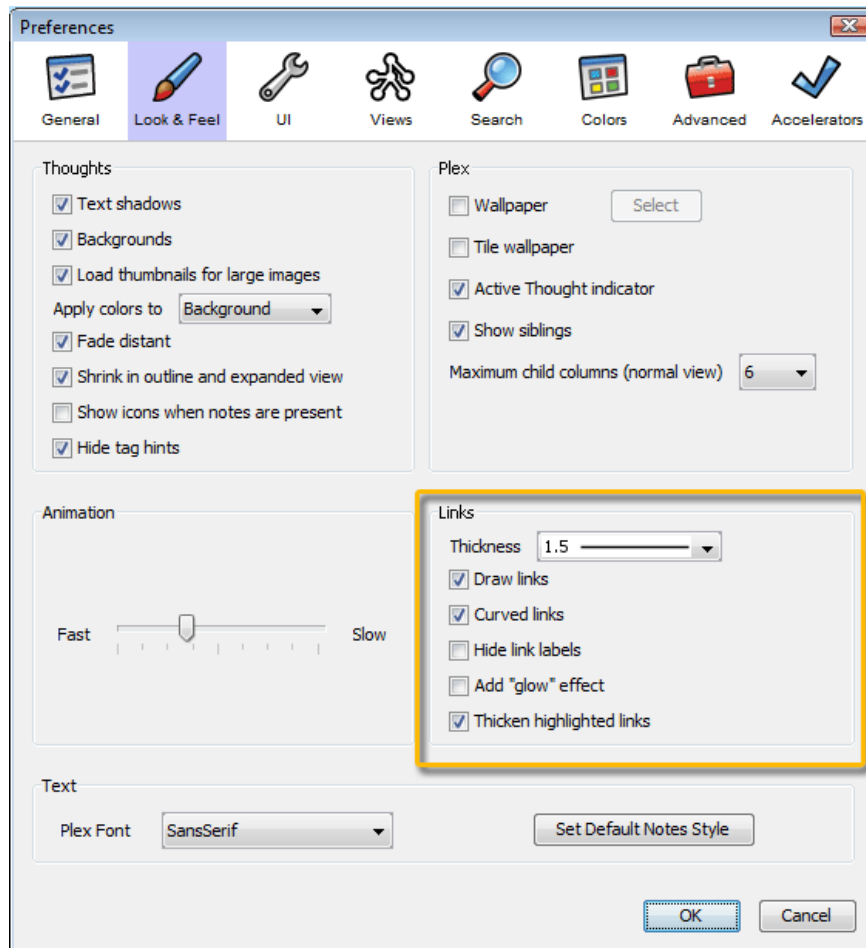 Preferences
General Look & Feel UI Views Search Colors Advanced Accelerators
Thoughts
Text shadows
Backgrounds
Load thumbnails for large images
Apply colors to Background
Fade distant
Shrink in outline and expanded view
Show icons when notes are present
Hide tag hints
Plex
Wallpaper Select
Tile wallpaper
Active Thought indicator
Show siblings
Maximum child columns (normal view) 6
Animation
Fast Slow
Links
Thickness 1.5
Draw links
Curved links
Hide link labels
Add "glow" effect
Thicken highlighted links
Text
Plex Font SansSerif Set Default Notes Style
OK Cancel